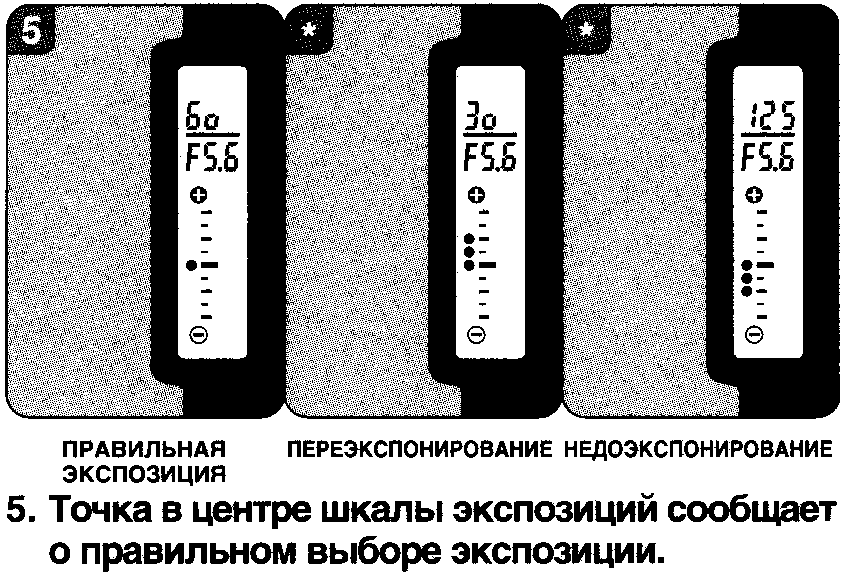 5
*
*
60
F5.6
30
F5.6
125
F5.6
ПРАВИЛЬНАЯ
ЭКСПОЗИЦИЯ
ПЕРЕЭКСПОНИРОВАНИЕ
НЕДОЭКСПОНИРОВАНИЕ
5. Точка в центре шкалы экспозиций сообщает
о правильном выборе экспозиции.